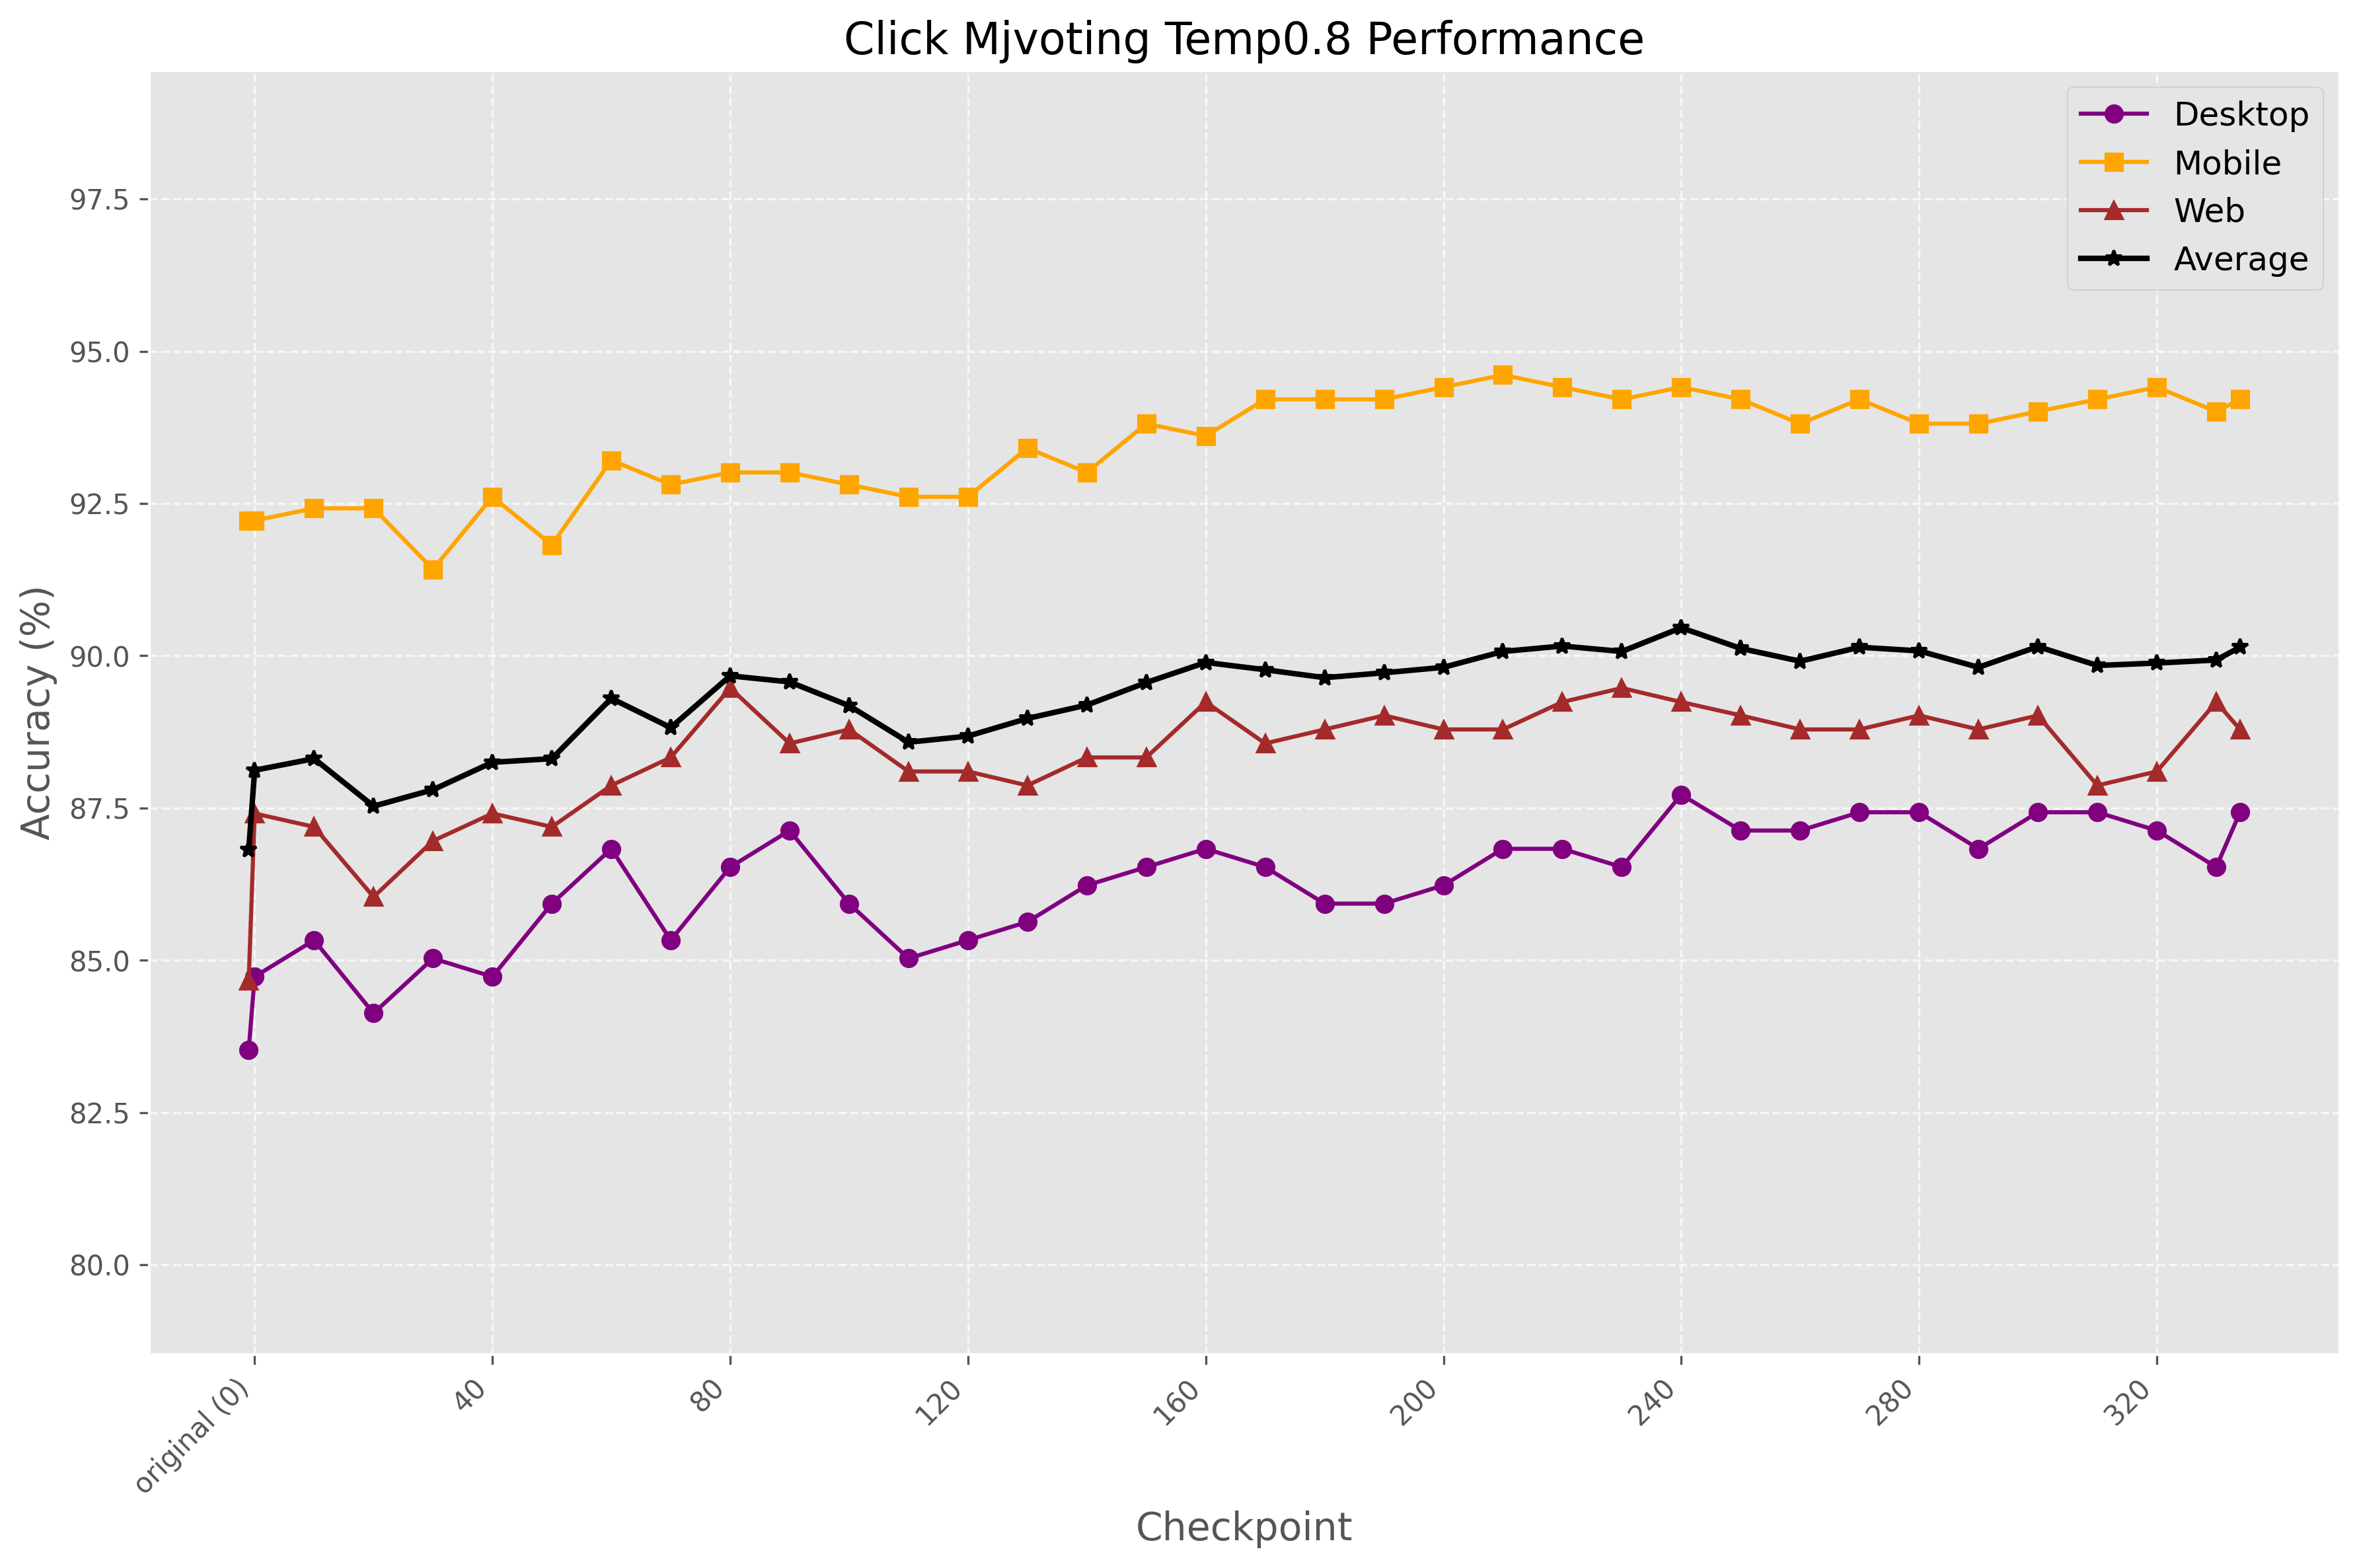 Click Mjvoting Temp0.8 Performance
Desktop
Mobile
Web
Average
Accuracy (%)
97.5
95.0
92.5
90.0
87.5
85.0
82.5
80.0
original (0)
40
80
120
160
200
240
280
320
Checkpoint